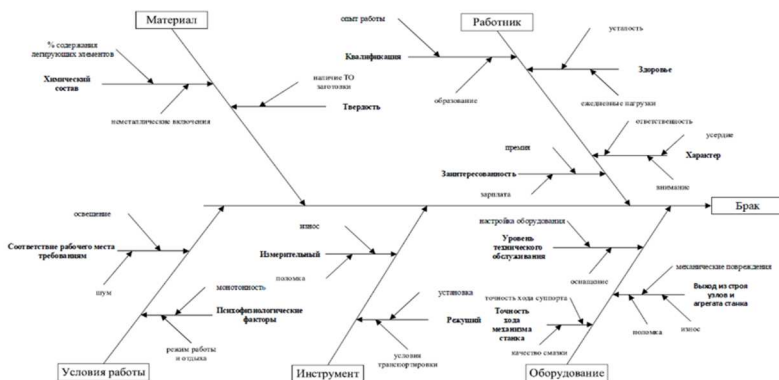 Материал
Работник
опыт работы
усталость
% содержания
легирующих элементов
Квалификация
Здоровье
Химический
состав
наличие ТО
заготовки
образование
ежедневные нагрузки
неметаллические включения
Твердость
ответственность
усердие
премии
Характер
Заинтересованность
внимание
зарплата
Брак
освещение
износ
настройка оборудования
Соответствие рабочего места
требованиям
Измерительный
Уровень
технического
обслуживания
шум
поломка
оснащение
механические повреждения
монотонность
установка
точность хода суппорта
Выход из строя
узлов и
агрегата станка
Психофизиологические
факторы
Режущий
Точность
хода
механизма
станка
поломка
износ
режим работы
и отдыха
условия
транспортировки
качество смазки
Условия работы
Инструмент
Оборудование